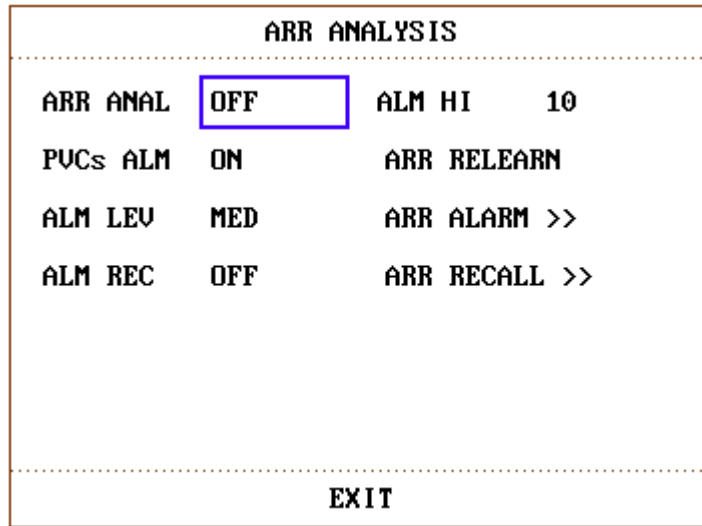 ARR ANALYSIS
ARR ANAL OFF ALM HI 10
PVCs ALM ON ARR RELEARN
ALM LEV MED ARR ALARM >>
ALM REC OFF ARR RECALL >>
EXIT